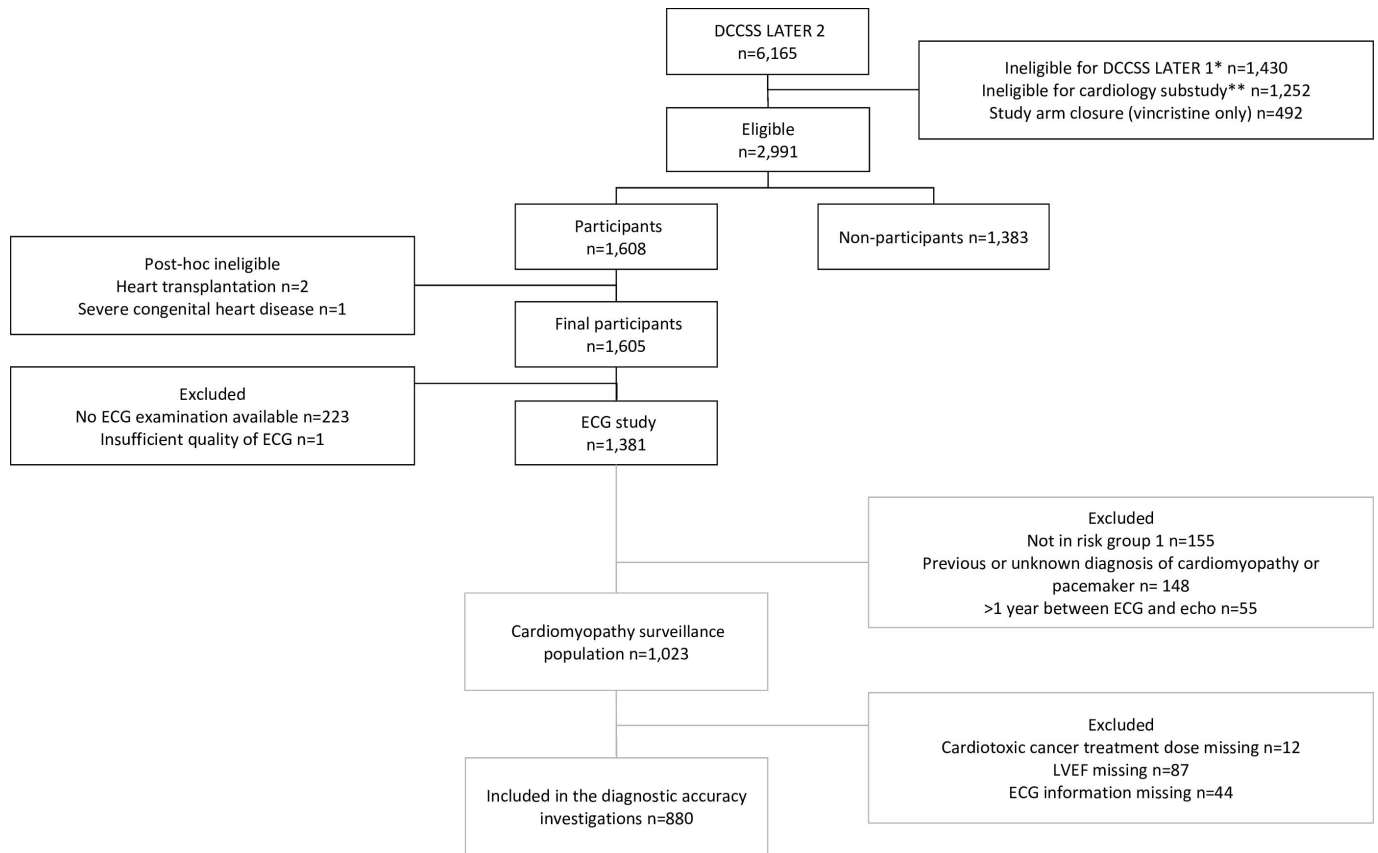 DCCSS LATER 2
n=6,165
Ineligible for DCCSS LATER 1* n=1,430
Ineligible for cardiology substudy** n=1,252
Study arm closure (vincristine only) n=492
Eligible
n=2,991
Participants
n=1,608
Non-participants n=1,383
Post-hoc ineligible
Heart transplantation n=2
Severe congenital heart disease n=1
Final participants
n=1,605
Excluded
No ECG examination available n=223
Insufficient quality of ECG n=1
ECG study
n=1,381
Excluded
Not in risk group 1 n=155
Previous or unknown diagnosis of cardiomyopathy or
pacemaker n= 148
>1 year between ECG and echo n=55
Cardiomyopathy surveillance
population n=1,023
Excluded
Cardiotoxic cancer treatment dose missing n=12
LVEF missing n=87
ECG information missing n=44
Included in the diagnostic accuracy
investigations n=880